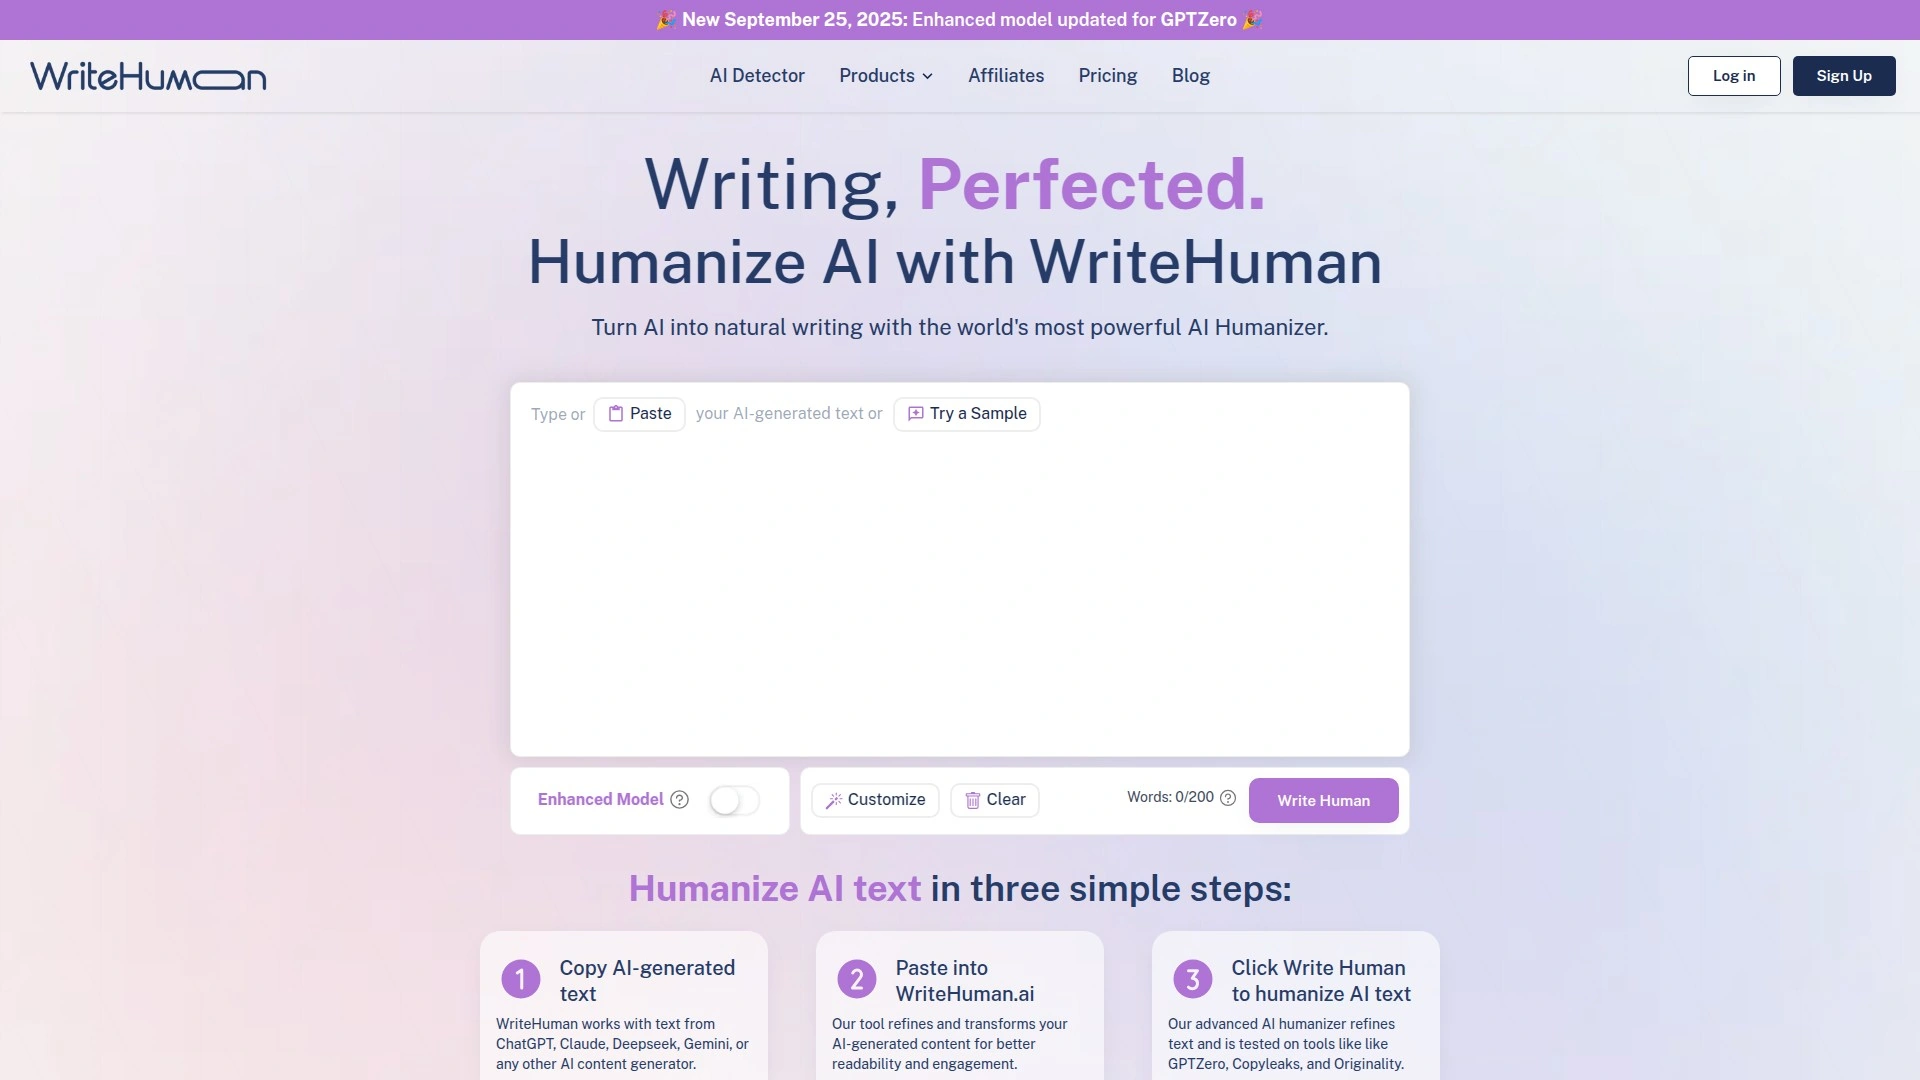 🎉 New September 25, 2025: Enhanced model updated for GPTZero 🎉
WriteHuman
AI Detector Products Affiliates Pricing Blog
Log in Sign Up
Writing, Perfected.
Humanize AI with WriteHuman
Turn AI into natural writing with the world's most powerful AI Humanizer.
Type or Paste your AI-generated text or Try a Sample
Enhanced Model ? Customize Clear Words: 0/200 ? Write Human
Humanize AI text in three simple steps:
1 Copy AI-generated
text
WriteHuman works with text from
ChatGPT, Claude, Deepseek, Gemini, or
any other AI content generator.
2 Paste into
WriteHuman.ai
Our tool refines and transforms your
AI-generated content for better
readability and engagement.
3 Click Write Human
to humanize AI text
Our advanced AI humanizer refines
text and is tested on tools like like
GPTZero, Copyleaks, and Originality.